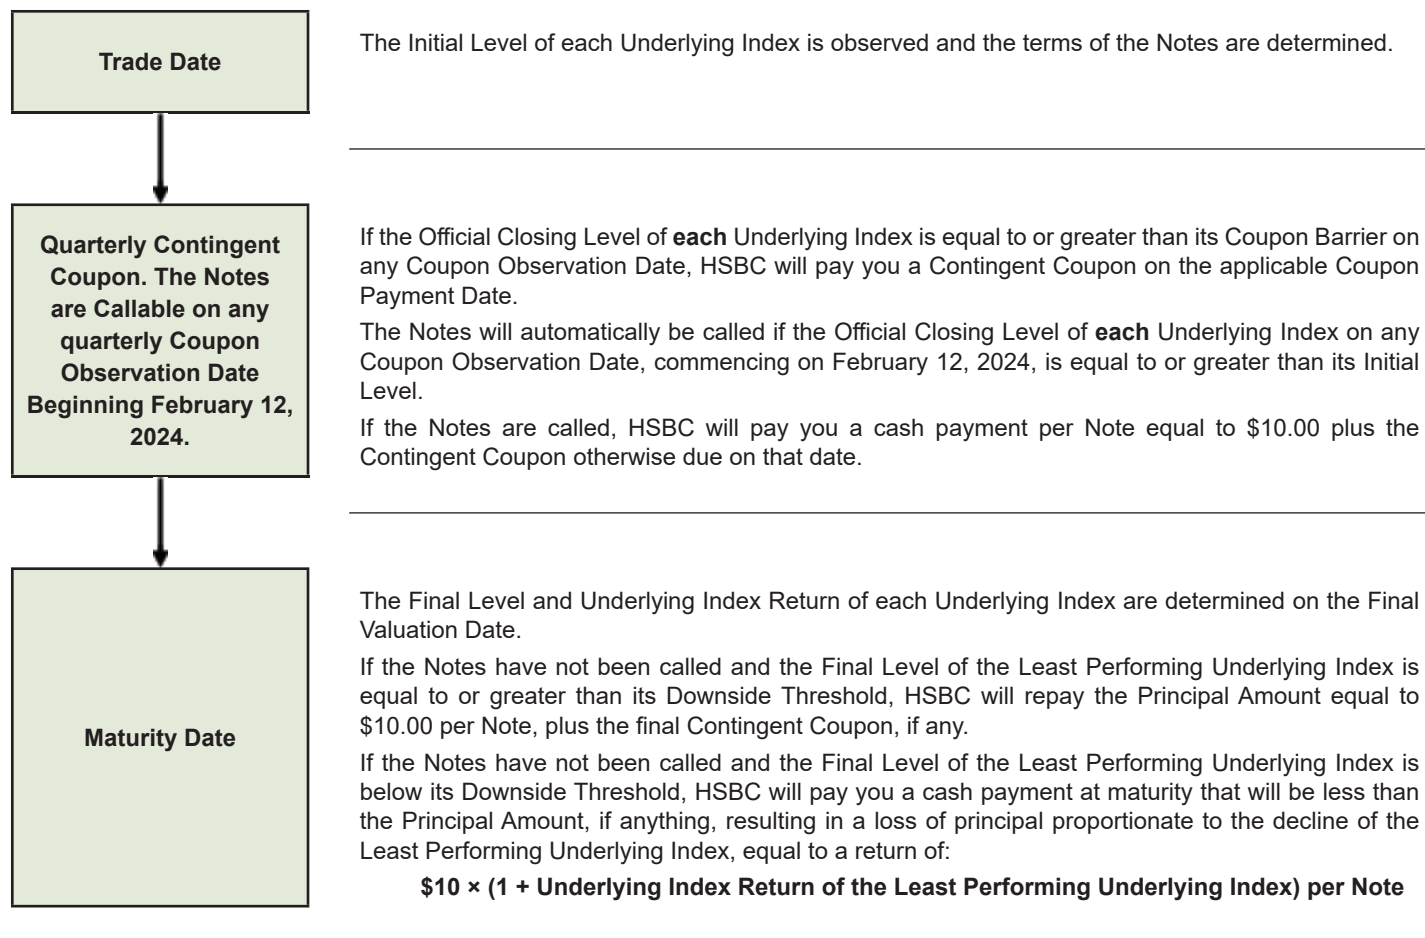 Trade Date
The Initial Level of each Underlying Index is observed and the terms of the Notes are determined.
Quarterly Contingent
Coupon. The Notes
are Callable on any
quarterly Coupon
Observation Date
Beginning February 12,
2024.
If the Official Closing Level of each Underlying Index is equal to or greater than its Coupon Barrier on
any Coupon Observation Date, HSBC will pay you a Contingent Coupon on the applicable Coupon
Payment Date.
The Notes will automatically be called if the Official Closing Level of each Underlying Index on any
Coupon Observation Date, commencing on February 12, 2024, is equal to or greater than its Initial
Level.
If the Notes are called, HSBC will pay you a cash payment per Note equal to $10.00 plus the
Contingent Coupon otherwise due on that date.
Maturity Date
The Final Level and Underlying Index Return of each Underlying Index are determined on the Final
Valuation Date.
If the Notes have not been called and the Final Level of the Least Performing Underlying Index is
equal to or greater than its Downside Threshold, HSBC will repay the Principal Amount equal to
$10.00 per Note, plus the final Contingent Coupon, if any.
If the Notes have not been called and the Final Level of the Least Performing Underlying Index is
below its Downside Threshold, HSBC will pay you a cash payment at maturity that will be less than
the Principal Amount, if anything, resulting in a loss of principal proportionate to the decline of the
Least Performing Underlying Index, equal to a return of:
$10 × (1 + Underlying Index Return of the Least Performing Underlying Index) per Note